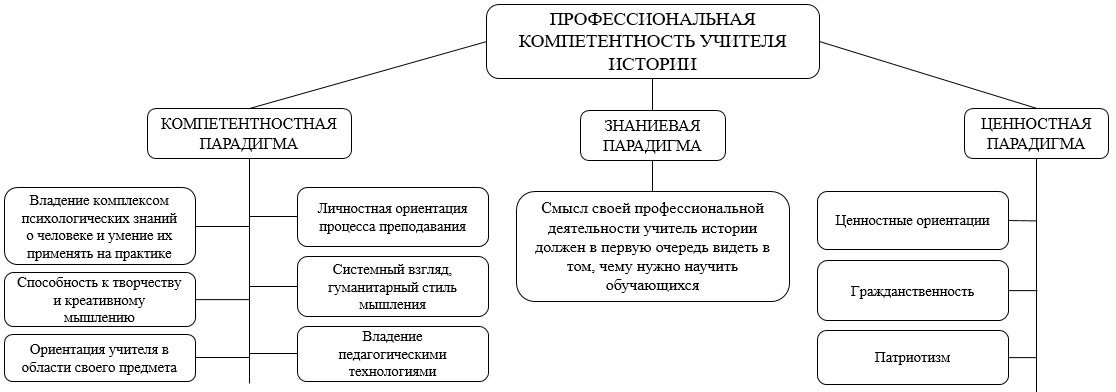 ПРОФЕССИОНАЛЬНАЯ
КОМПЕТЕНТНОСТЬ УЧИТЕЛЯ
ИСТОРИИ
КОМПЕТЕНТНОСТНАЯ
ПАРАДИГМА
ЗНАНИЕВАЯ
ПАРАДИГМА
ЦЕННОСТНАЯ
ПАРАДИГМА
Владение комплексом
психологических знаний
о человеке и умение их
применять на практике
Личностная ориентация
процесса преподавания
Способность к творчеству
и креативному
мышлению
Системный взгляд,
гуманитарный стиль
мышления
Ориентация учителя в
области своего предмета
Владение
педагогическими
технологиями
Смысл своей профессиональной
деятельности учитель истории
должен в первую очередь видеть в
том, чему нужно научить
обучающихся
Ценностные ориентации
Гражданственность
Патриотизм